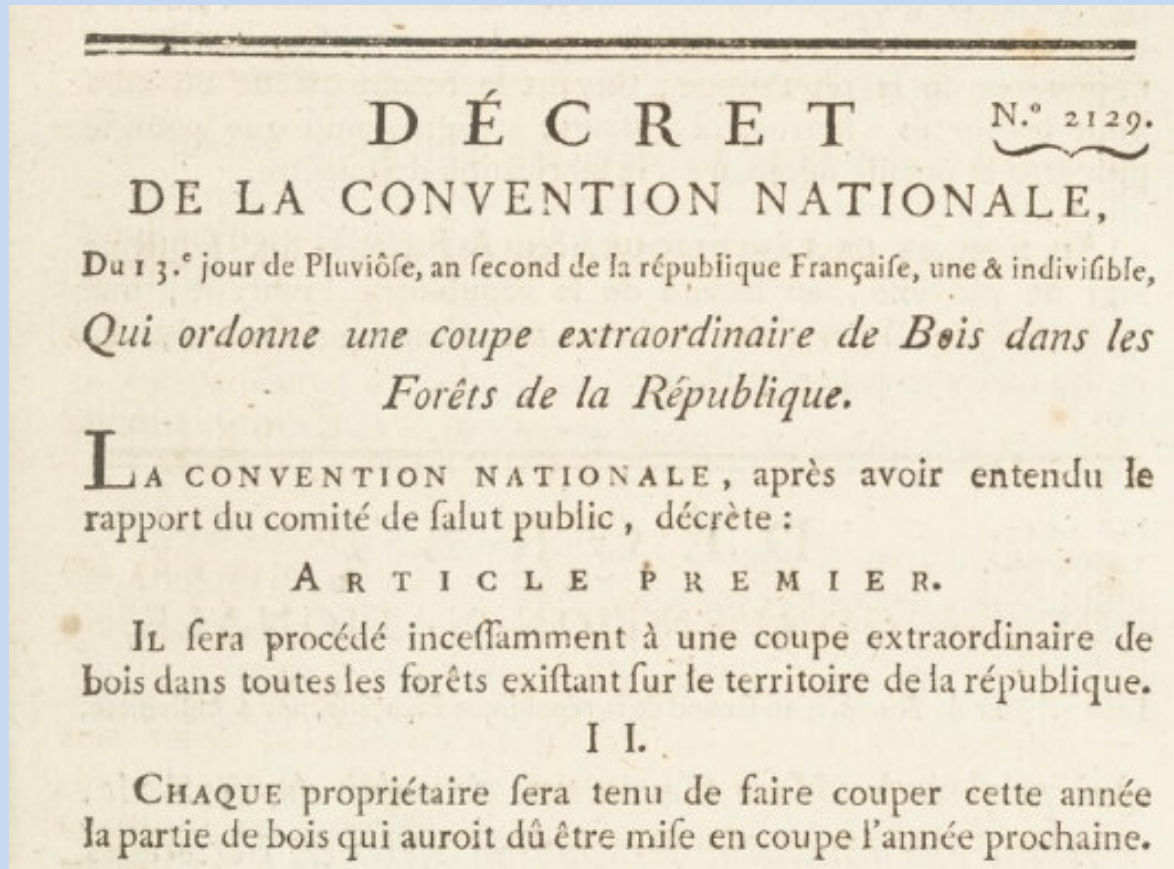 DÉCRET N.º 2129.
DE LA CONVENTION NATIONALE,
Du 13.ᵉ jour de Pluviôſe, an ſecond de la république Françaiſe, une & indiviſible,
Qui ordonne une coupe extraordinaire de Bois dans les
Forêts de la République.
LA CONVENTION NATIONALE, après avoir entendu le
rapport du comité de ſalut public, décrète :
ARTICLE PREMIER.
IL ſera procédé inceſſamment à une coupe extraordinaire de
bois dans toutes les forêts exiſtant ſur le territoire de la république.
II.
CHAQUE propriétaire ſera tenu de faire couper cette année
la partie de bois qui auroit dû être miſe en coupe l'année prochaine.